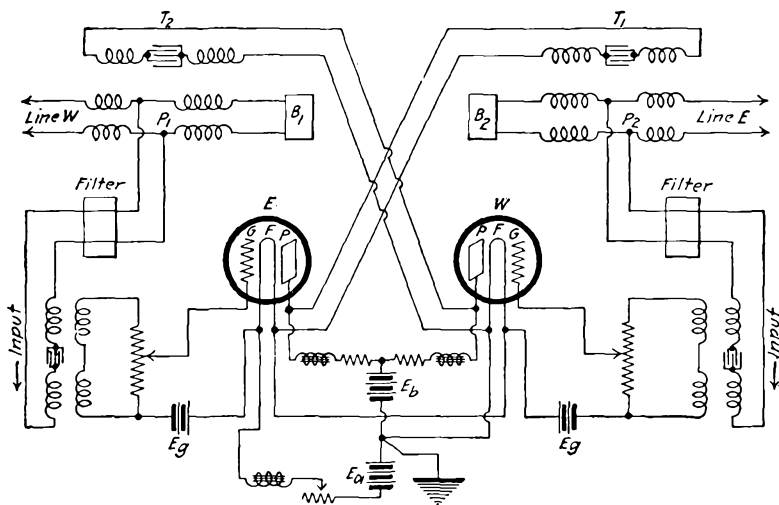 T2 T1
Line W P1 B1 B2 P2 Line E
Filter Filter
E W
G F P P F G
Input Input
Eb
Eg Eg
Ea